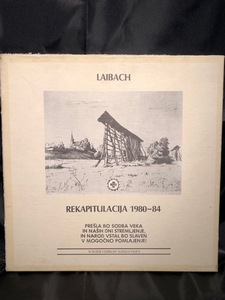 LAIBACH
REKAPITULACIJA 1980–84
PREŠLA BO SODBA VEKA
IN NAŠIH DNI STREMLJENJE,
IN NAROD VSTAL BO SLAVEN
V MOGOČNO POMLAJENJE!